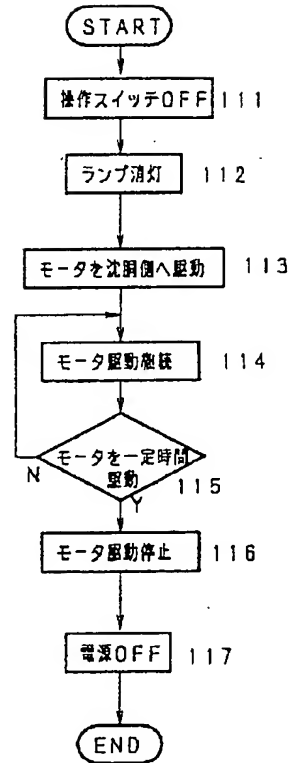 START
操作スイッチOFF 111
ランプ消灯 112
モータを沈胴側へ駆動 113
モータ駆動継続 114
モータを一定時間
駆動
N
115
Y
モータ駆動停止 116
電源OFF 117
END